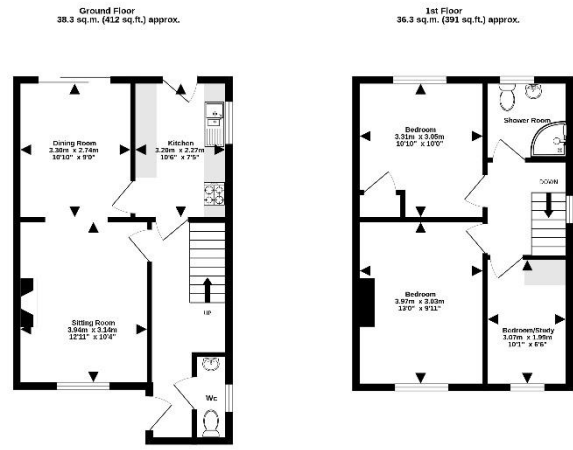 Ground Floor
38.3 sq.m. (412 sq.ft.) approx.
1st Floor
36.3 sq.m. (391 sq.ft.) approx.
Dining Room
3.30m x 2.74m
10'10" x 9'0"
Kitchen
3.20m x 2.27m
10'6" x 7'5"
Sitting Room
3.94m x 3.14m
12'11" x 10'4"
UP
Wc
Bedroom
3.31m x 3.05m
10'10" x 10'0"
Shower Room
DOWN
Bedroom
3.97m x 3.03m
13'0" x 9'11"
Bedroom/Study
3.07m x 1.99m
10'1" x 6'6"